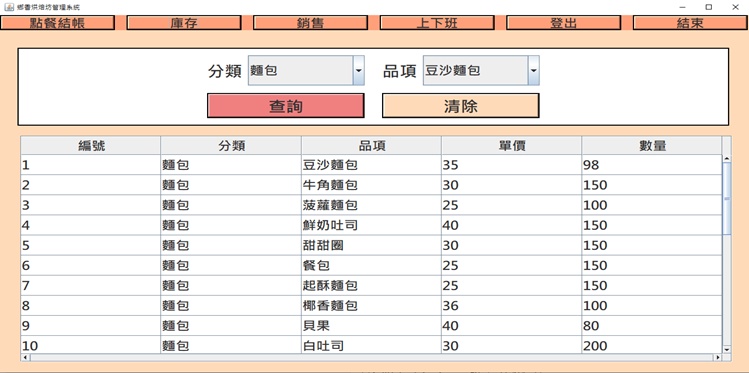 鄉香烘焙坊管理系統
點餐結帳 庫存 銷售 上下班 登出 結束
分類 麵包 品項 豆沙麵包
查詢 清除
編號 分類 品項 單價 數量
1 麵包 豆沙麵包 35 98
2 麵包 牛角麵包 30 150
3 麵包 菠蘿麵包 25 100
4 麵包 鮮奶吐司 40 150
5 麵包 甜甜圈 30 150
6 麵包 餐包 25 150
7 麵包 起酥麵包 25 150
8 麵包 椰香麵包 36 100
9 麵包 貝果 40 80
10 麵包 白吐司 30 200